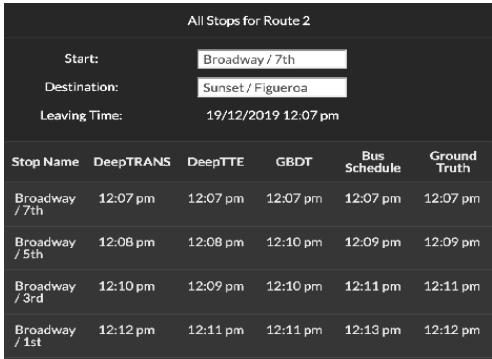 All Stops for Route 2
Start: Broadway / 7th
Destination: Sunset / Figueroa
Leaving Time: 19/12/2019 12:07 pm
Stop Name DeepTRANS DeepTTE GBDT Bus Schedule Ground Truth
Broadway / 7th 12:07 pm 12:07 pm 12:07 pm 12:07 pm 12:07 pm
Broadway / 5th 12:08 pm 12:08 pm 12:10 pm 12:09 pm 12:09 pm
Broadway / 3rd 12:10 pm 12:09 pm 12:10 pm 12:11 pm 12:11 pm
Broadway / 1st 12:12 pm 12:11 pm 12:11 pm 12:13 pm 12:12 pm